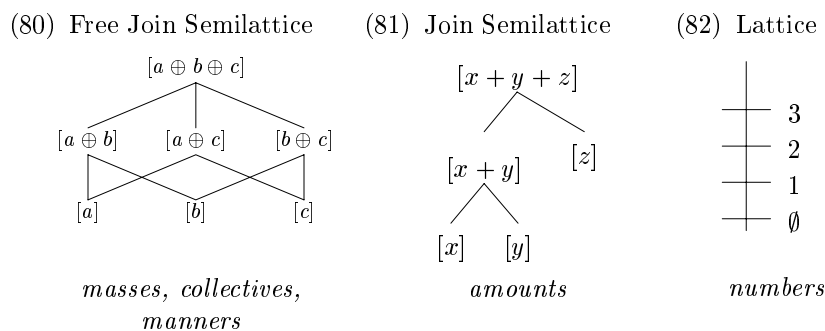 (80) Free Join Semilattice
[a ⊕ b ⊕ c]
[a ⊕ b] [a ⊕ c] [b ⊕ c]
[a] [b] [c]
masses, collectives,
manners
(81) Join Semilattice
[x + y + z]
[x + y] [z]
[x] [y]
amounts
(82) Lattice
3
2
1
∅
numbers